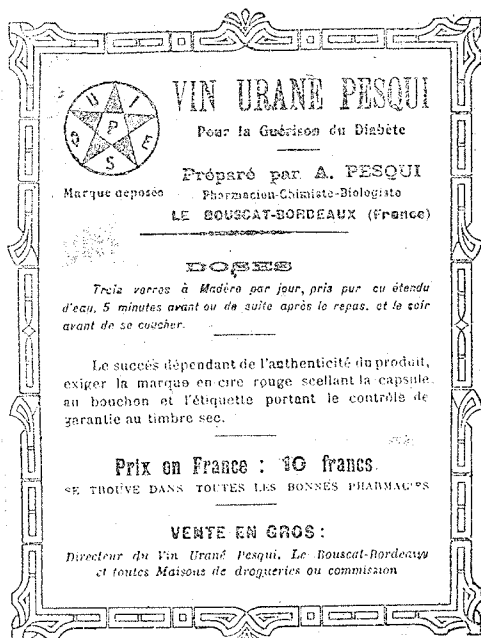 VIN URANÉ PESQUI
Pour la Guérison du Diabète
P E S Q U I
Marque déposée
Préparé par A. PESQUI
Pharmacien-Chimiste-Biologiste
LE BOUSCAT-BORDEAUX (France)
DOSES
Trois verres à Madère par jour, pris pur ou étendu
d'eau, 5 minutes avant ou de suite après le repas, et le soir
avant de se coucher.
Le succès dépendant de l'authenticité du produit,
exiger la marque en cire rouge scellant la capsule
au bouchon et l'étiquette portant le contrôle de
garantie au timbre sec.
Prix en France : 10 francs
SE TROUVE DANS TOUTES LES BONNES PHARMACIES
VENTE EN GROS :
Directeur du Vin Urané Pesqui, Le Bouscat-Bordeaux
et toutes Maisons de drogueries ou commission